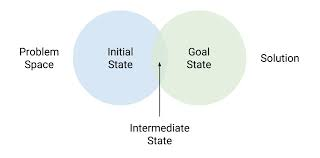 Problem
Space
Initial
State
Goal
State
Solution
Intermediate
State